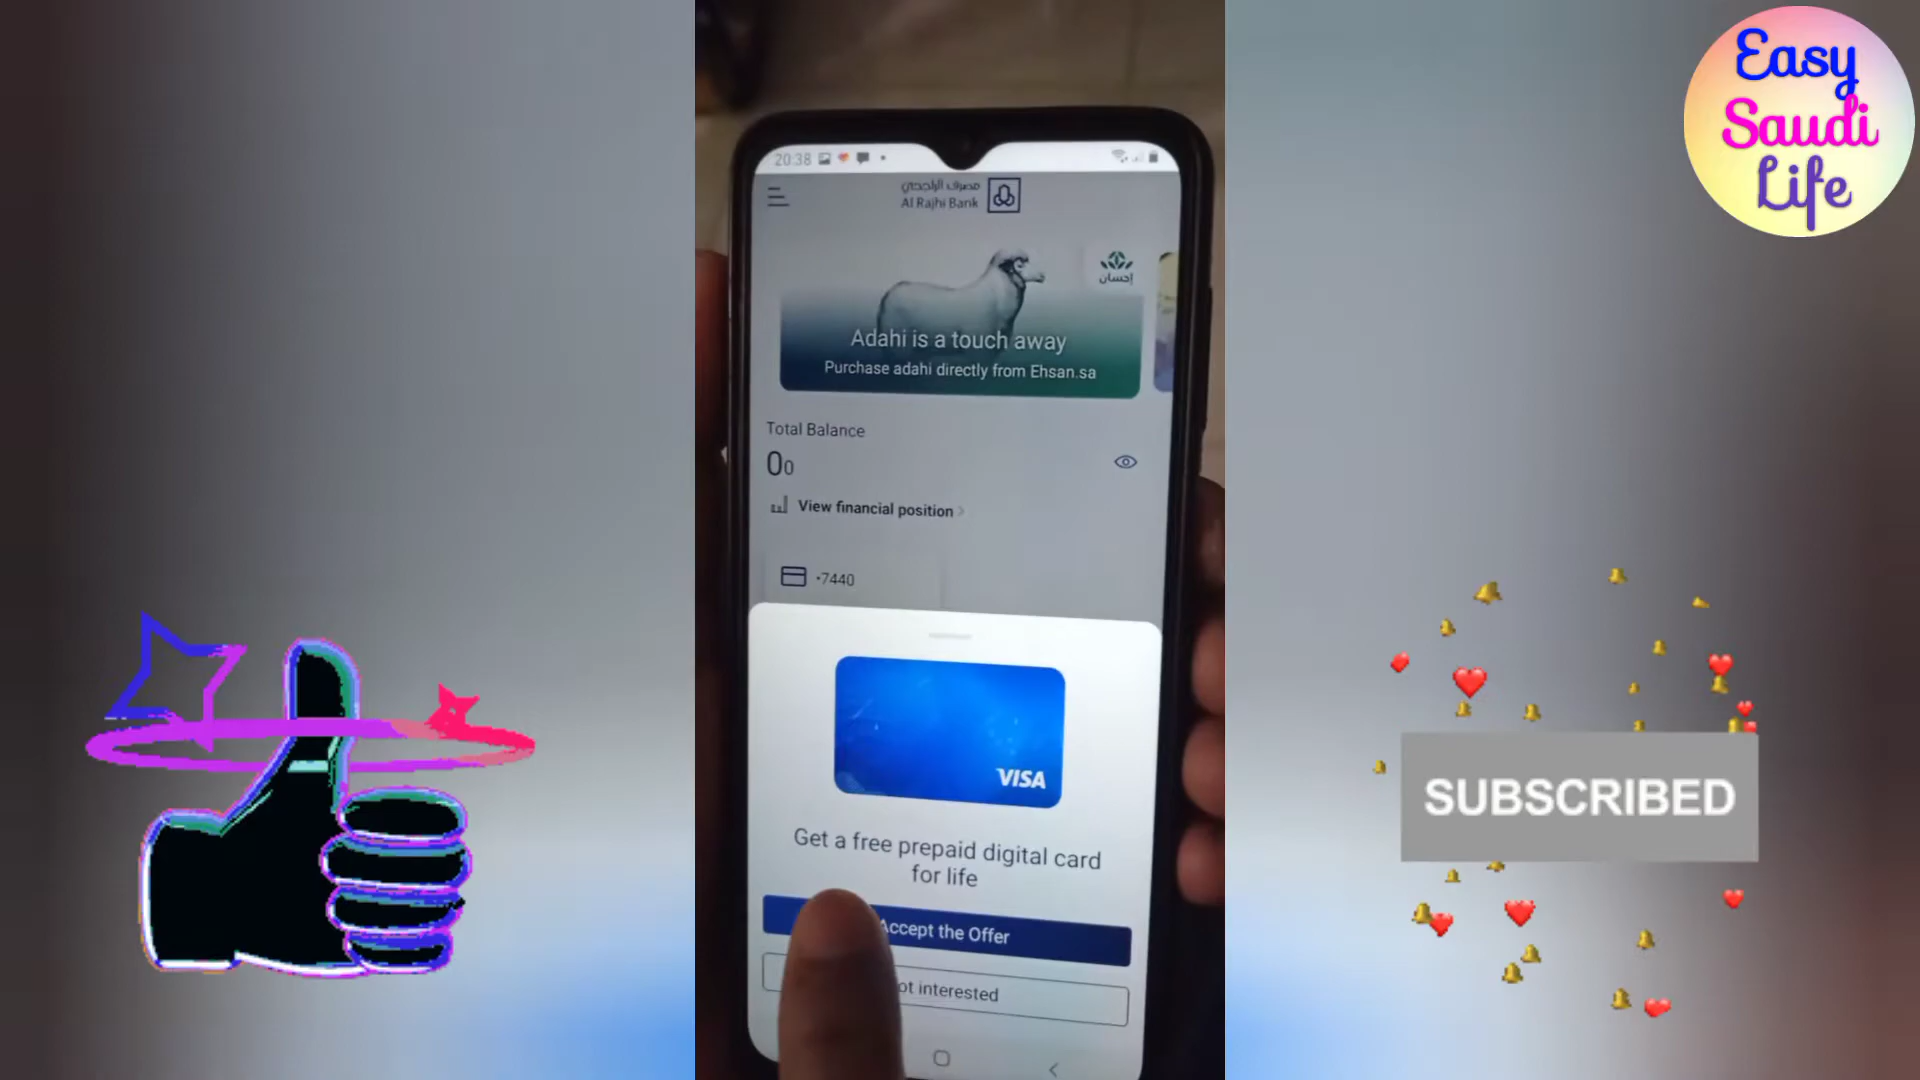 Easy
Saudi
Life
20:38
مصرف الراجحي
Al Rajhi Bank
إحسان
Adahi is a touch away
Purchase adahi directly from Ehsan.sa
Total Balance
00
View financial position
•7440
VISA
Get a free prepaid digital card
for life
Accept the Offer
ot interested
SUBSCRIBED